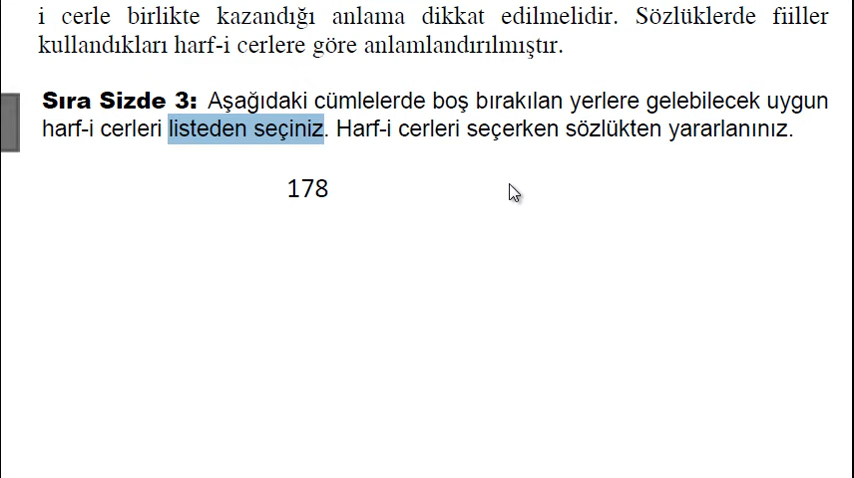 i cerle birlikte kazandığı anlama dikkat edilmelidir. Sözlüklerde fiiller
kullandıkları harf-i cerlere göre anlamlandırılmıştır.
Sıra Sizde 3: Aşağıdaki cümlelerde boş bırakılan yerlere gelebilecek uygun
harf-i cerleri listeden seçiniz. Harf-i cerleri seçerken sözlükten yararlanınız.
178